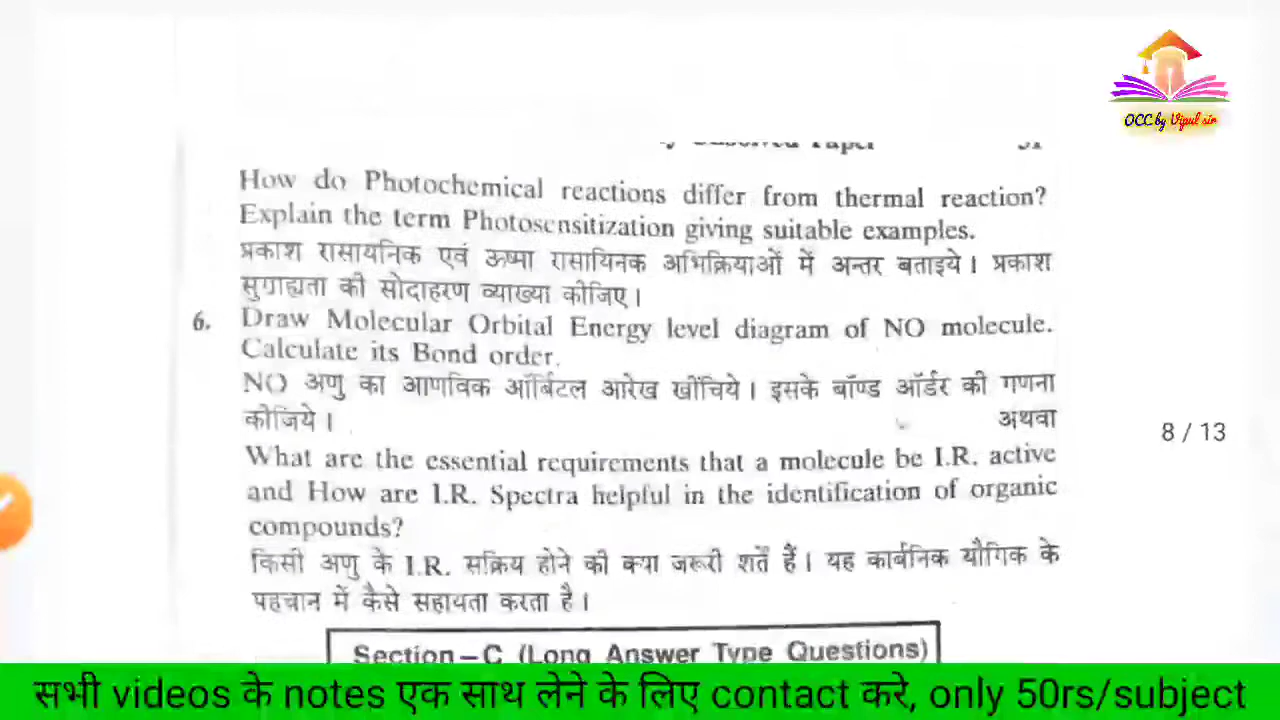 OCC by Vipul sir
How do Photochemical reactions differ from thermal reaction?
Explain the term Photosensitization giving suitable examples.
प्रकाश रासायनिक एवं ऊष्मा रासायिनक अभिक्रियाओं में अन्तर बताइये। प्रकाश
सुग्राह्यता की सोदाहरण व्याख्या कीजिए।
6. Draw Molecular Orbital Energy level diagram of NO molecule.
Calculate its Bond order.
NO अणु का आणविक ऑर्बिटल आरेख खींचिये। इसके बॉण्ड ऑर्डर की गणना
कीजिये। अथवा
8 / 13
What are the essential requirements that a molecule be I.R. active
and How are I.R. Spectra helpful in the identification of organic
compounds?
किसी अणु के I.R. सक्रिय होने की क्या जरूरी शर्तें हैं। यह कार्बनिक यौगिक के
पहचान में कैसे सहायता करता है।
Section–C (Long Answer Type Questions)
सभी videos के notes एक साथ लेने के लिए contact करे, only 50rs/subject